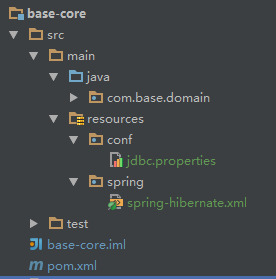 base-core
src
main
java
com.base.domain
resources
conf
jdbc.properties
spring
spring-hibernate.xml
test
base-core.iml
pom.xml